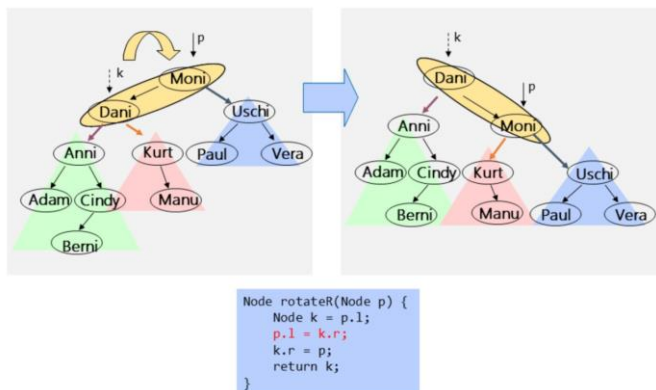 p
k
Moni
Dani
Uschi
Anni
Kurt
Paul
Vera
Adam
Cindy
Manu
Berni
k
Dani
p
Anni
Moni
Adam
Cindy
Kurt
Uschi
Berni
Manu
Paul
Vera
Node rotateR(Node p) {
Node k = p.l;
p.l = k.r;
k.r = p;
return k;
}